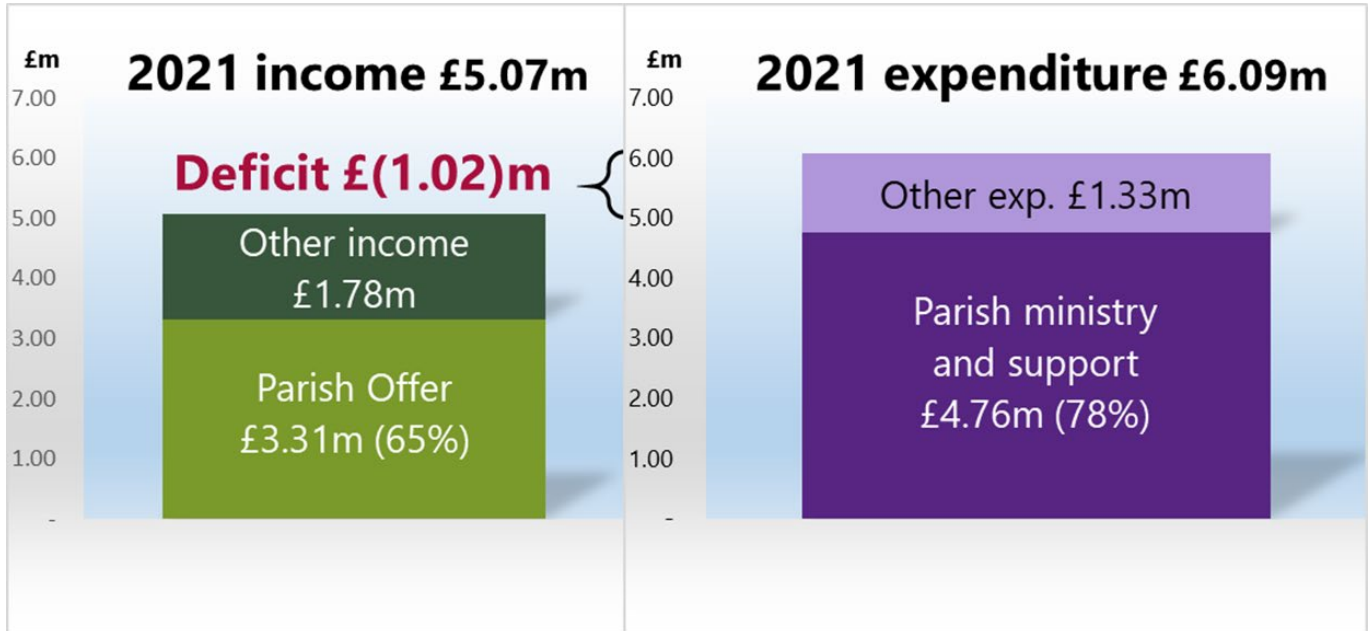 £m
2021 income £5.07m
7.00
6.00
Deficit £(1.02)m
5.00
Other income
£1.78m
4.00
3.00
Parish Offer
£3.31m (65%)
2.00
1.00
-
£m
2021 expenditure £6.09m
7.00
6.00
Other exp. £1.33m
5.00
4.00
Parish ministry
and support
£4.76m (78%)
3.00
2.00
1.00
-